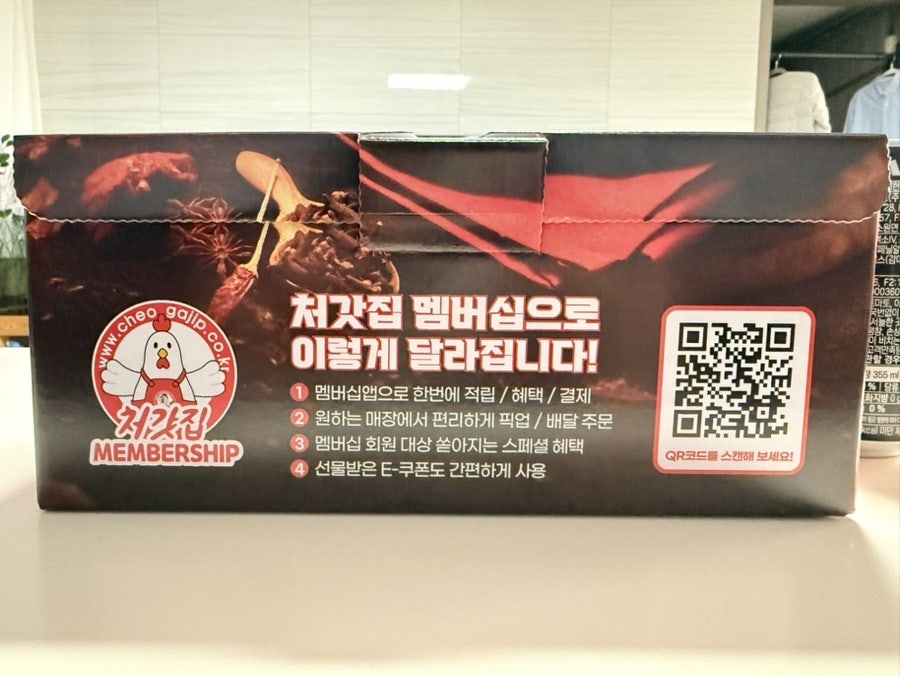 www.cheogajip.co.kr
처갓집
MEMBERSHIP
처갓집 멤버십으로
이렇게 달라집니다!
1 멤버십앱으로 한번에 적립 / 혜택 / 결제
2 원하는 매장에서 편리하게 픽업 / 배달 주문
3 멤버십 회원 대상 쏟아지는 스페셜 혜택
4 선물받은 E-쿠폰도 간편하게 사용
QR코드를 스캔해 보세요!
355 ml